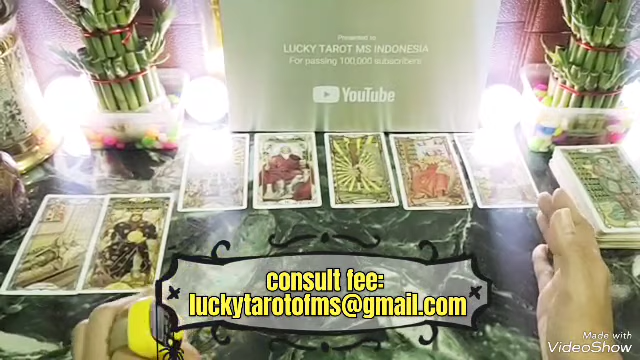 Presented to
LUCKY TAROT MS INDONESIA
For passing 100,000 subscribers
YouTube
consult fee:
luckytarotofms@gmail.com
Made with
VideoShow